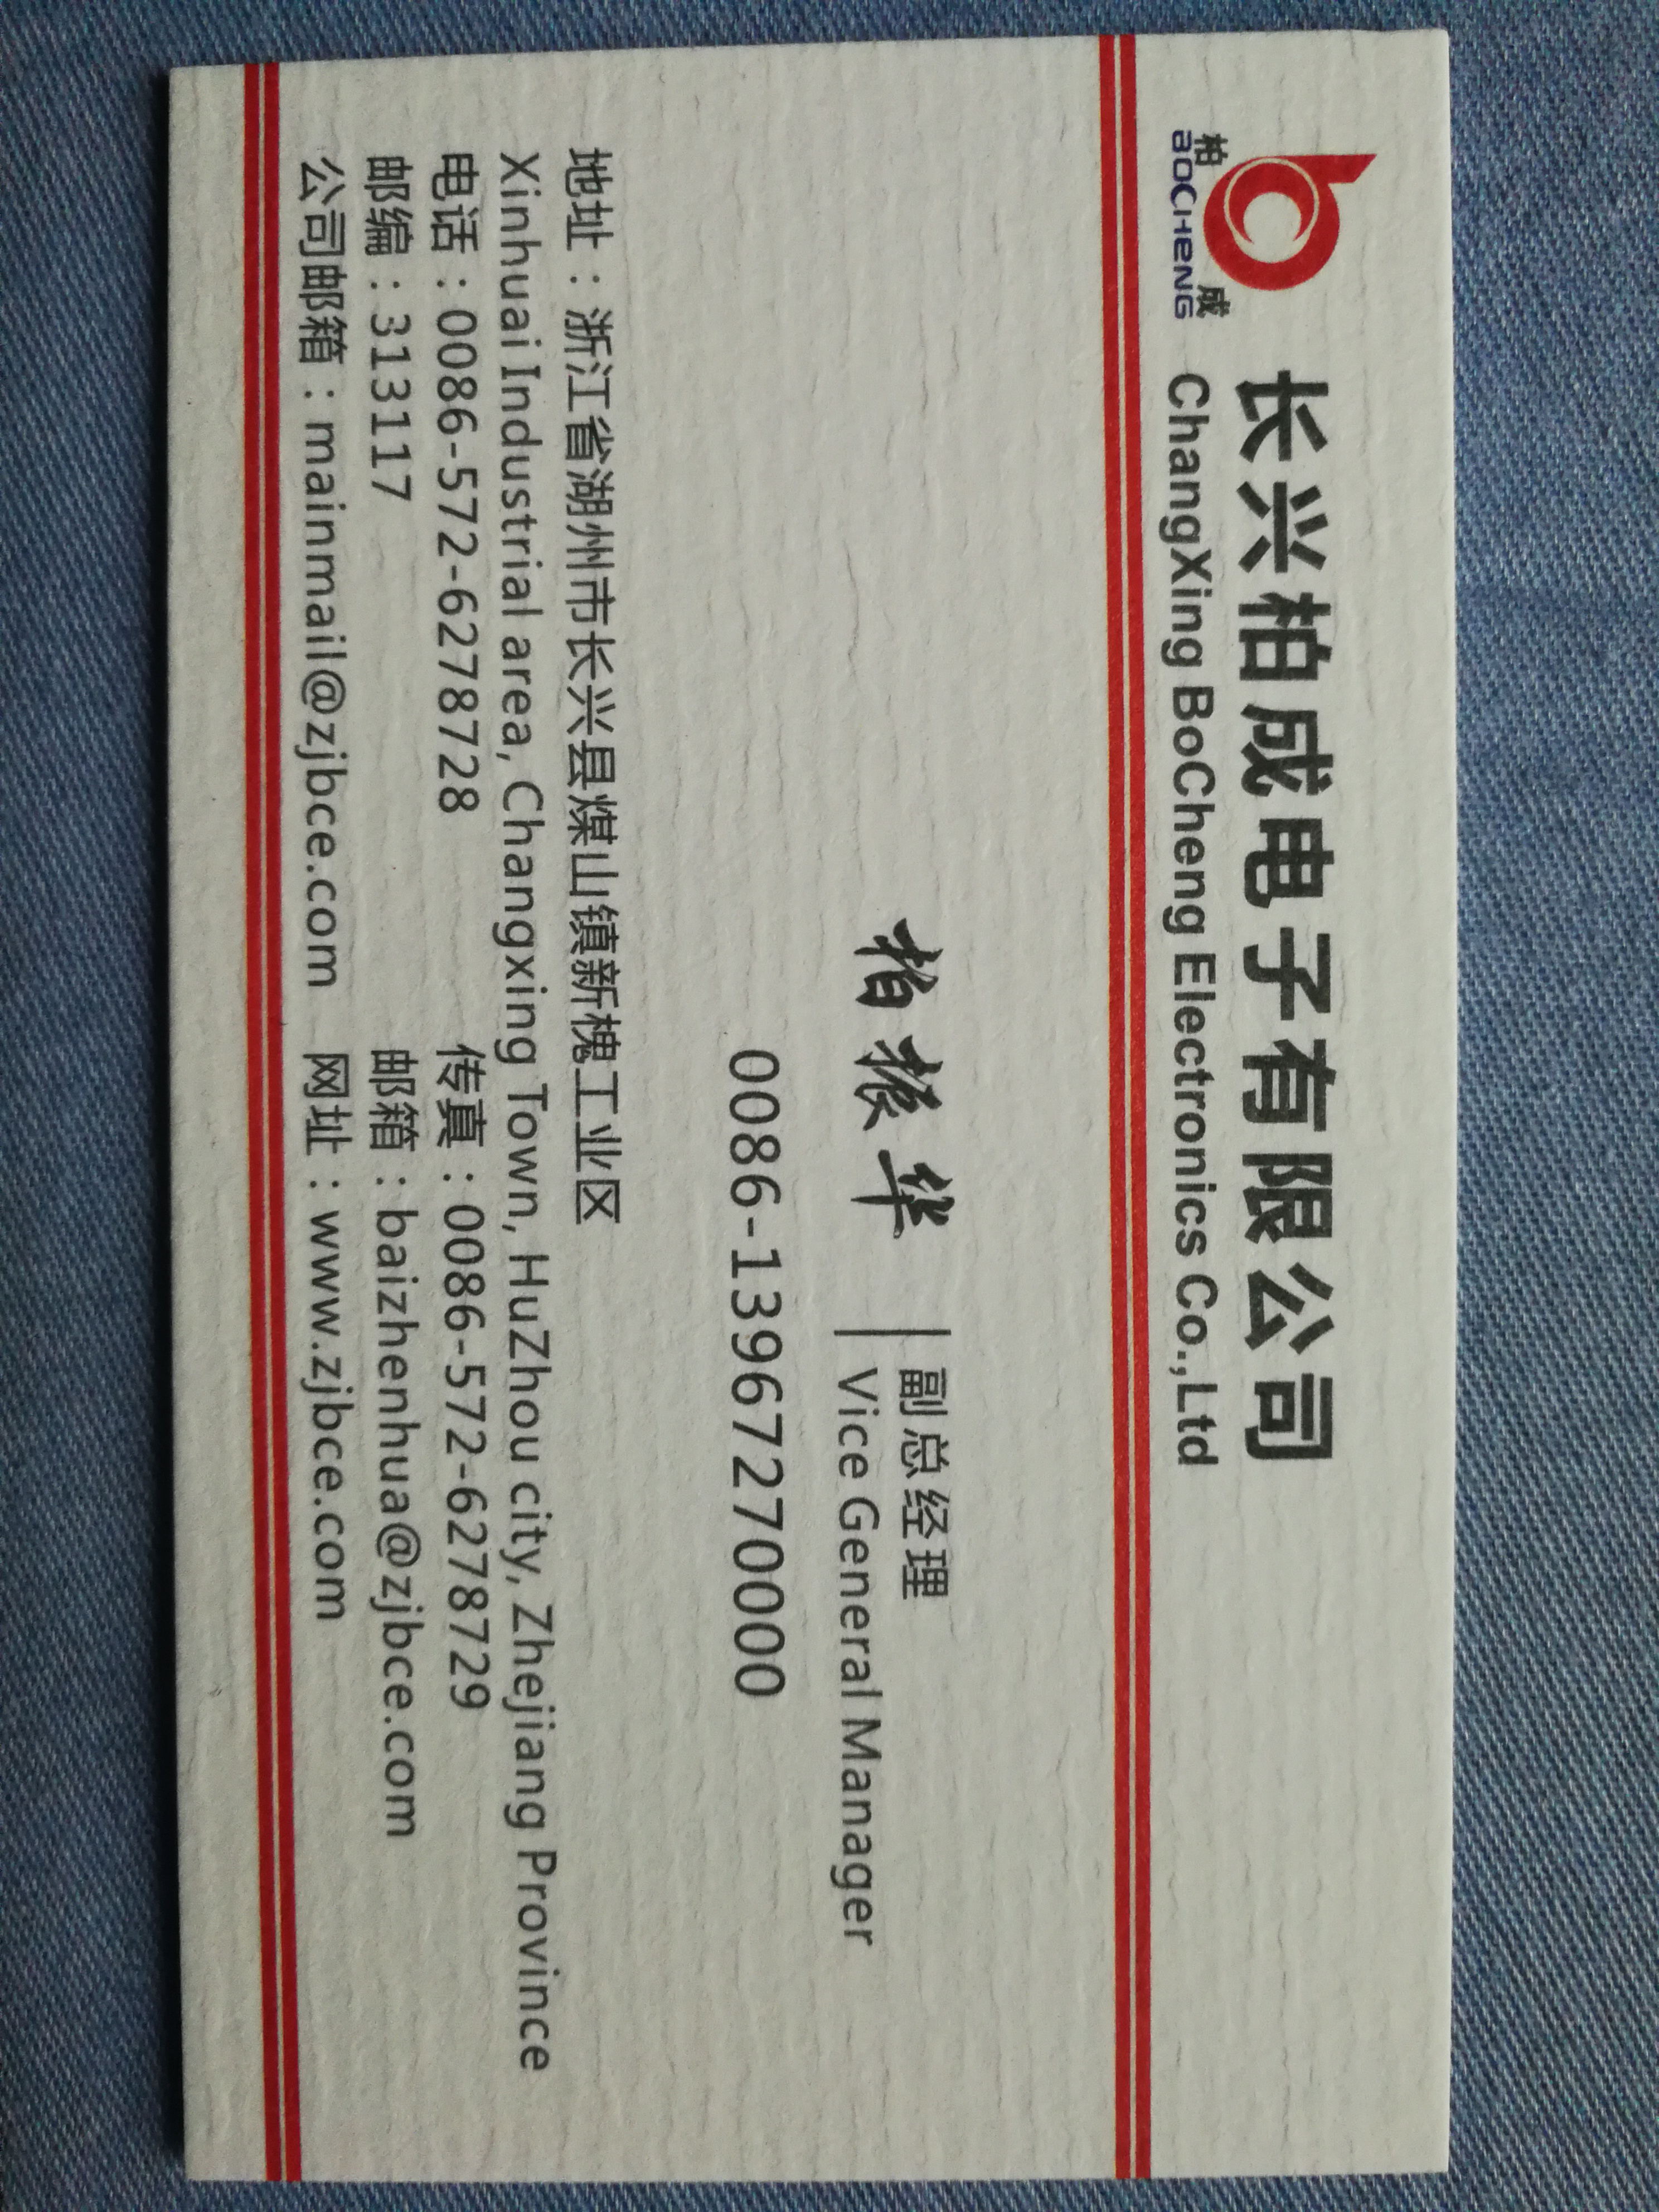 柏成
BOCHENG
长兴柏成电子有限公司
ChangXing BoCheng Electronics Co.,Ltd
柏振华
副总经理
Vice General Manager
0086-13967270000
地址：浙江省湖州市长兴县煤山镇新槐工业区
Xinhuai Industrial area, Changxing Town, HuZhou city, Zhejiang Province
电话：0086-572-6278728 传真：0086-572-6278729
邮编：313117 邮箱：baizhenhua@zjbce.com
公司邮箱：mainmail@zjbce.com 网址：www.zjbce.com